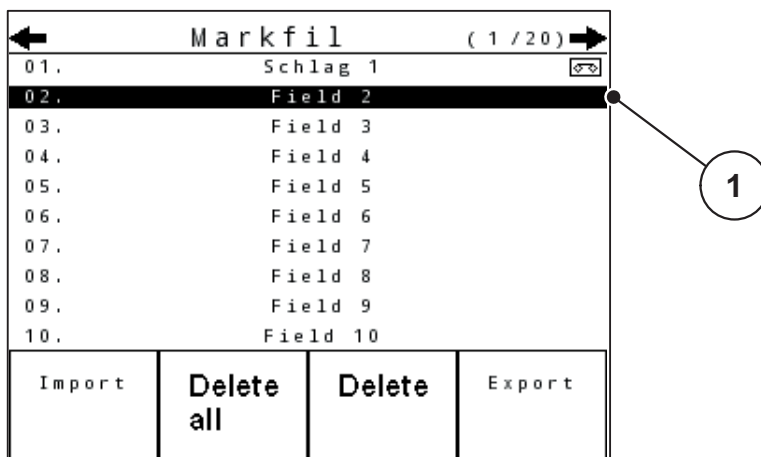 Markfil (1/20)
01. Schlag 1
02. Field 2
03. Field 3
04. Field 4
05. Field 5
06. Field 6
07. Field 7
08. Field 8
09. Field 9
10. Field 10
Import Delete all Delete Export
1